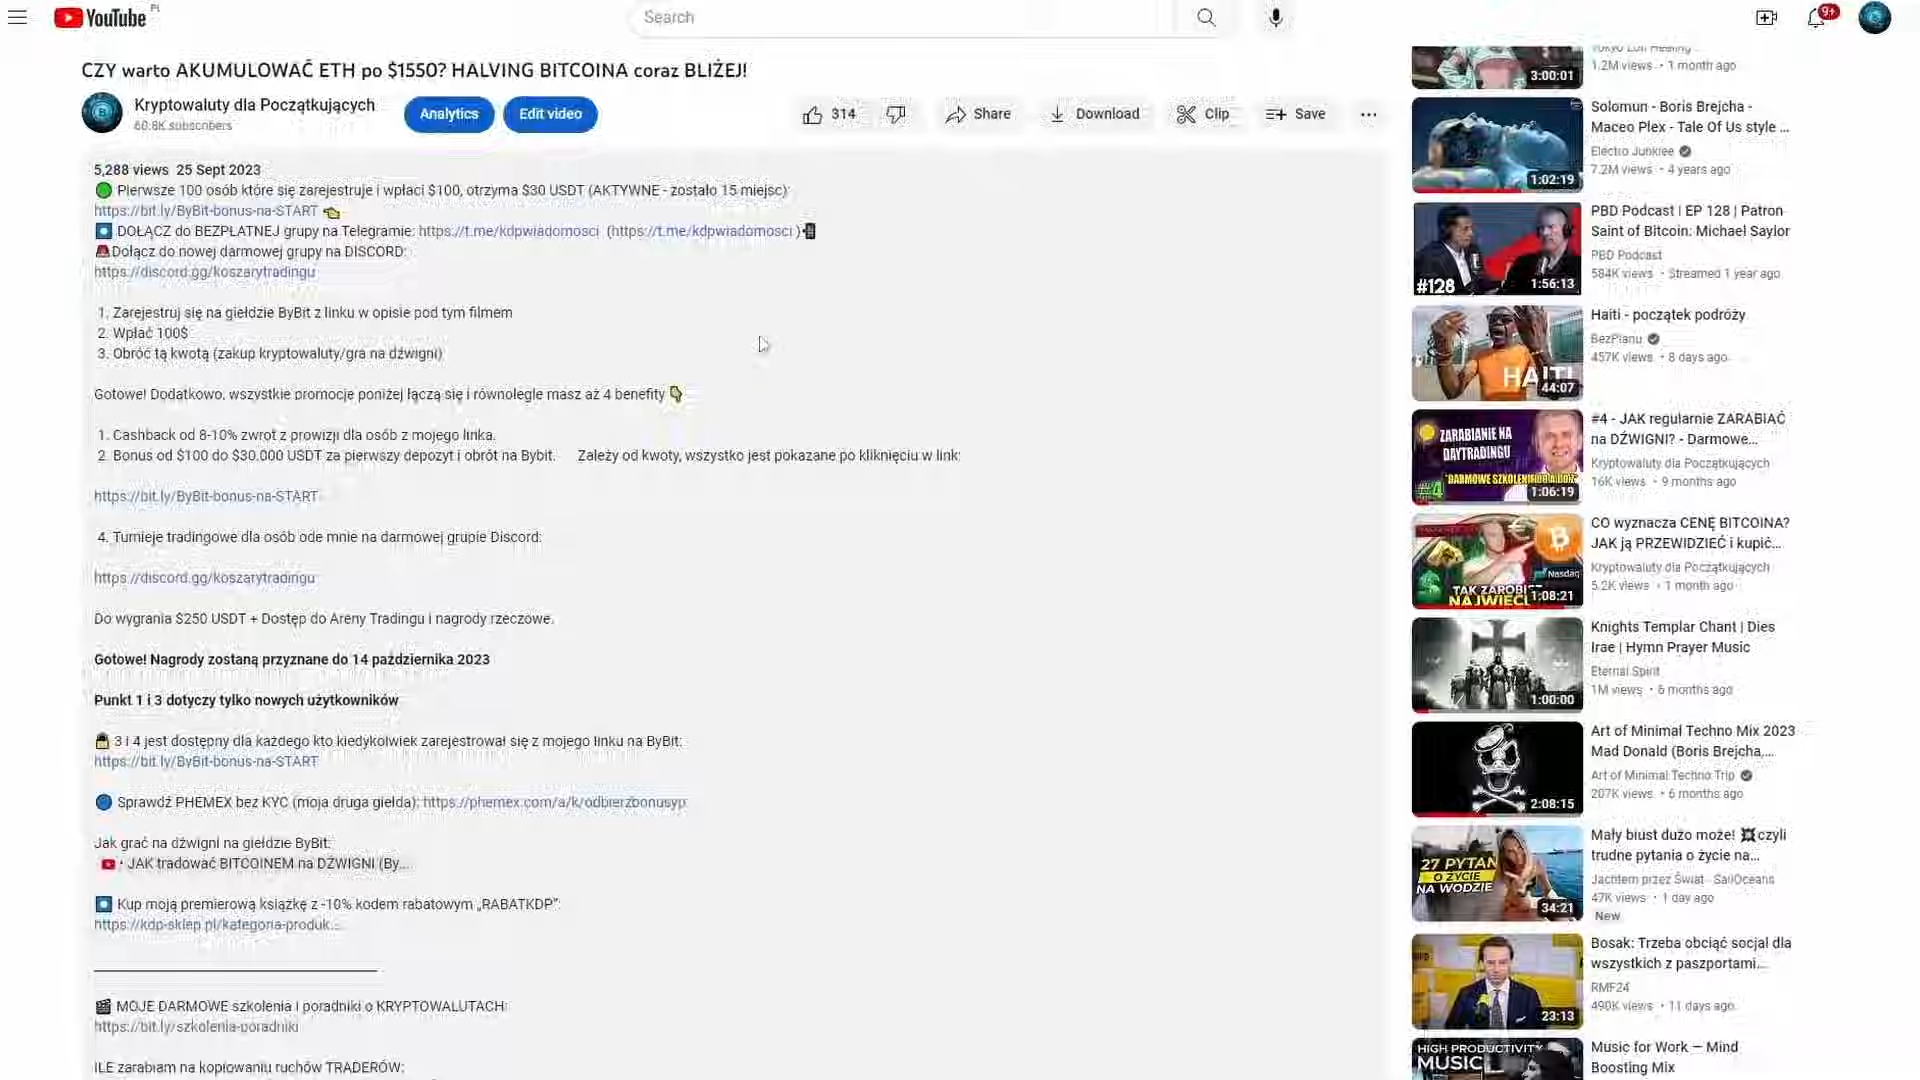 YouTube PL
Search
9+
CZY warto AKUMULOWAĆ ETH po $1550? HALVING BITCOINA coraz BLIŻEJ!
Kryptowaluty dla Początkujących
60.8K subscribers
Analytics
Edit video
314
Share
Download
Clip
Save
5,288 views 25 Sept 2023
Pierwsze 100 osób które się zarejestruje i wpłaci $100, otrzyma $30 USDT (AKTYWNE - zostało 15 miejsc):
https://bit.ly/ByBit-bonus-na-START
DOŁĄCZ do BEZPŁATNEJ grupy na Telegramie: https://t.me/kdpwiadomosci (https://t.me/kdpwiadomosci )
Dołącz do nowej darmowej grupy na DISCORD:
https://discord.gg/koszarytradingu
1. Zarejestruj się na giełdzie ByBit z linku w opisie pod tym filmem
2. Wpłać 100$
3. Obróć tą kwotą (zakup kryptowaluty/gra na dźwigni)
Gotowe! Dodatkowo, wszystkie promocje poniżej łączą się i równolegle masz aż 4 benefity
1. Cashback od 8-10% zwrot z prowizji dla osób z mojego linka.
2. Bonus od $100 do $30.000 USDT za pierwszy depozyt i obrót na Bybit. Zależy od kwoty, wszystko jest pokazane po kliknięciu w link:
https://bit.ly/ByBit-bonus-na-START
4. Turnieje tradingowe dla osób ode mnie na darmowej grupie Discord:
https://discord.gg/koszarytradingu
Do wygrania $250 USDT + Dostęp do Areny Tradingu i nagrody rzeczowe.
Gotowe! Nagrody zostaną przyznane do 14 października 2023
Punkt 1 i 3 dotyczy tylko nowych użytkowników
3 i 4 jest dostępny dla każdego kto kiedykolwiek zarejestrował się z mojego linku na ByBit:
https://bit.ly/ByBit-bonus-na-START
Sprawdź PHEMEX bez KYC (moja druga giełda): https://phemex.com/a/k/odbierzbonusyp
Jak grać na dźwigni na giełdzie ByBit:
• JAK tradować BITCOINEM na DŹWIGNI (By...
Kup moją premierową książkę z -10% kodem rabatowym „RABATKDP”:
https://kdp-sklep.pl/kategoria-produk...
MOJE DARMOWE szkolenia i poradniki o KRYPTOWALUTACH:
https://bit.ly/szkolenia-poradniki
ILE zarabiam na kopiowaniu ruchów TRADERÓW:
1.2M views • 1 month ago
3:00:01
Solomun - Boris Brejcha -
Maceo Plex - Tale Of Us style ...
Electro Junkiee
7.2M views • 4 years ago
1:02:19
PBD Podcast | EP 128 | Patron
Saint of Bitcoin: Michael Saylor
PBD Podcast
584K views • Streamed 1 year ago
#128
1:56:13
Haiti - początek podróży
BezPlanu
457K views • 8 days ago
HAITI
44:07
#4 - JAK regularnie ZARABIAĆ
na DŹWIGNI? - Darmowe...
Kryptowaluty dla Początkujących
16K views • 9 months ago
ZARABIANIE NA
DAYTRADINGU
#4
1:06:19
CO wyznacza CENĘ BITCOINA?
JAK ją PRZEWIDZIEĆ i kupić...
Kryptowaluty dla Początkujących
5.2K views • 1 month ago
Nasdaq
TAK ZAROBISZ
NAJWIĘCEJ
1:08:21
Knights Templar Chant | Dies
Irae | Hymn Prayer Music
Eternal Spirit
1M views • 6 months ago
1:00:00
Art of Minimal Techno Mix 2023
Mad Donald (Boris Brejcha,...
Art of Minimal Techno Trip
207K views • 6 months ago
2:08:15
Mały biust dużo może! czyli
trudne pytania o życie na...
Jachtem przez Świat - SailOceans
47K views • 1 day ago
New
27 PYTAŃ
O ŻYCIE
NA WODZIE
34:21
Bosak: Trzeba obciąć socjal dla
wszystkich z paszportami...
RMF24
490K views • 11 days ago
23:13
Music for Work — Mind
Boosting Mix
HIGH PRODUCTIVITY
MUSIC